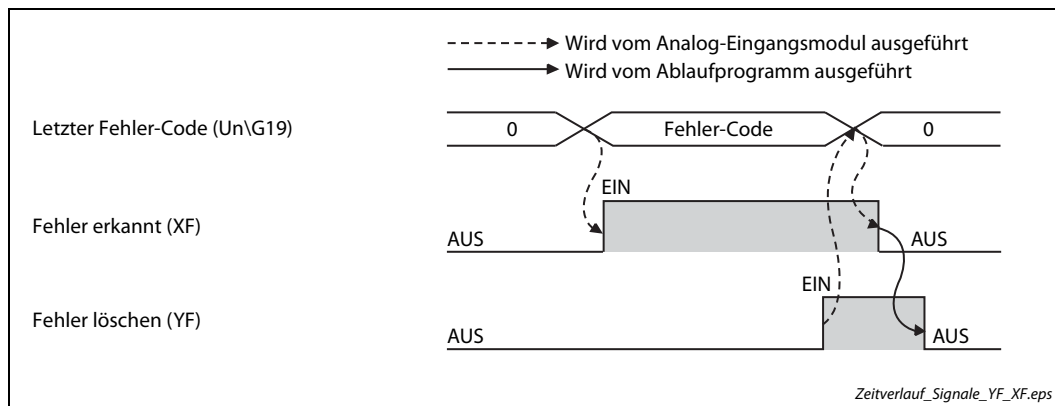 Wird vom Analog-Eingangsmodul ausgeführt
Wird vom Ablaufprogramm ausgeführt
Letzter Fehler-Code (Un\G19) 0 Fehler-Code 0
EIN
Fehler erkannt (XF)
AUS AUS
EIN
Fehler löschen (YF)
AUS AUS
Zeitverlauf_Signale_YF_XF.eps